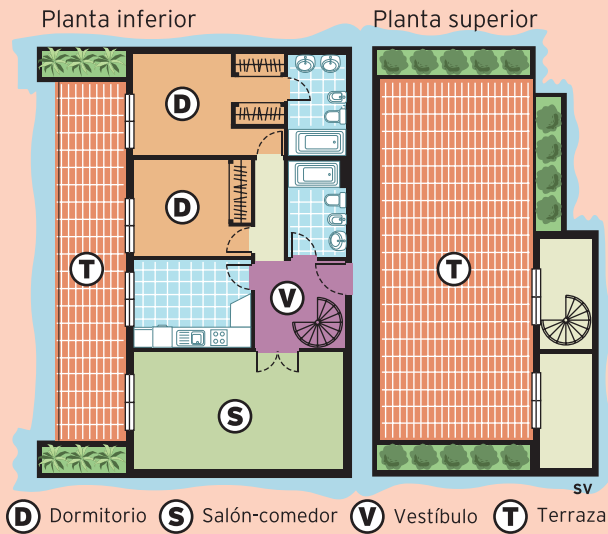 Planta inferior
Planta superior
D
D
T
V
S
T
SV
D Dormitorio S Salón-comedor V Vestíbulo T Terraza